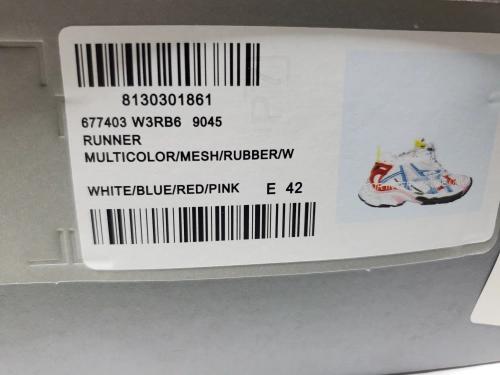 8130301861
677403 W3RB6 9045
RUNNER
MULTICOLOR/MESH/RUBBER/W
WHITE/BLUE/RED/PINK E 42